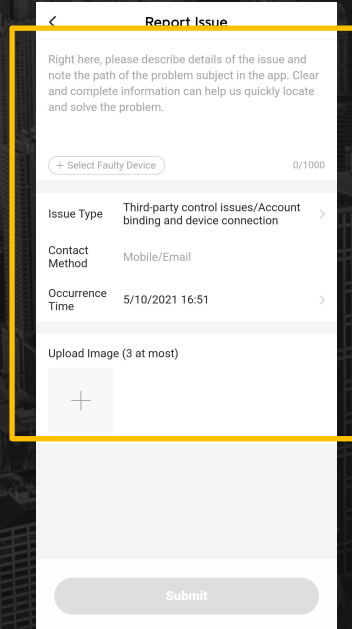 Report Issue
Right here, please describe details of the issue and
note the path of the problem subject in the app. Clear
and complete information can help us quickly locate
and solve the problem.
+ Select Faulty Device
0/1000
Issue Type
Third-party control issues/Account
binding and device connection
Contact
Method
Mobile/Email
Occurrence
Time
5/10/2021 16:51
Upload Image (3 at most)
Submit